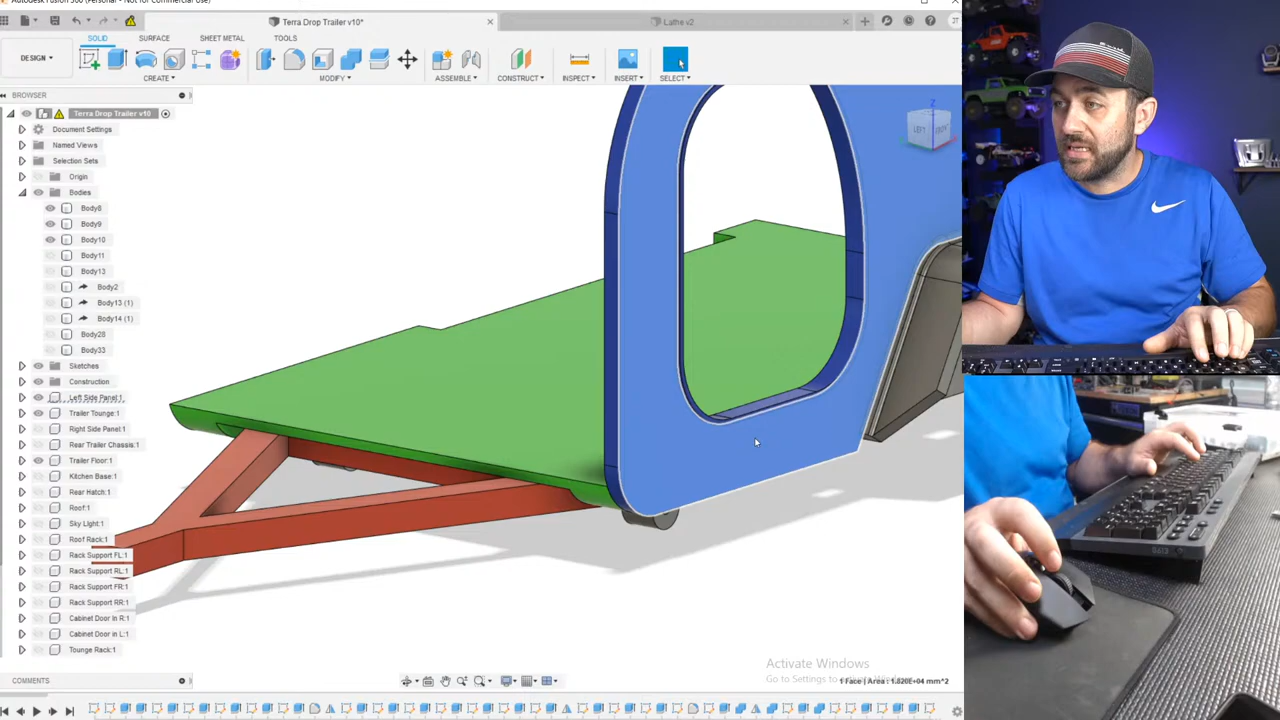 Autodesk Fusion 360 (Personal - Not for Commercial Use)
Terra Drop Trailer v10*
Lathe v2
JT
DESIGN
SOLID
SURFACE
SHEET METAL
TOOLS
CREATE
MODIFY
ASSEMBLE
CONSTRUCT
INSPECT
INSERT
SELECT
BROWSER
Terra Drop Trailer v10
Document Settings
Named Views
Selection Sets
Origin
Bodies
Body8
Body9
Body10
Body11
Body13
Body2
Body13 (1)
Body14 (1)
Body28
Body33
Sketches
Construction
Left Side Panel:1
Trailer Tounge:1
Right Side Panel:1
Rear Trailer Chassis:1
Trailer Floor:1
Kitchen Base:1
Rear Hatch:1
Roof:1
Sky Light:1
Roof Rack:1
Rack Support FL:1
Rack Support RL:1
Rack Support FR:1
Rack Support RR:1
Cabinet Door In R:1
Cabinet Door in L:1
Tounge Rack:1
Z
LEFT
FRONT
Activate Windows
Go to Settings to activate Windows.
1 Face | Area : 1.820E+04 mm^2
COMMENTS